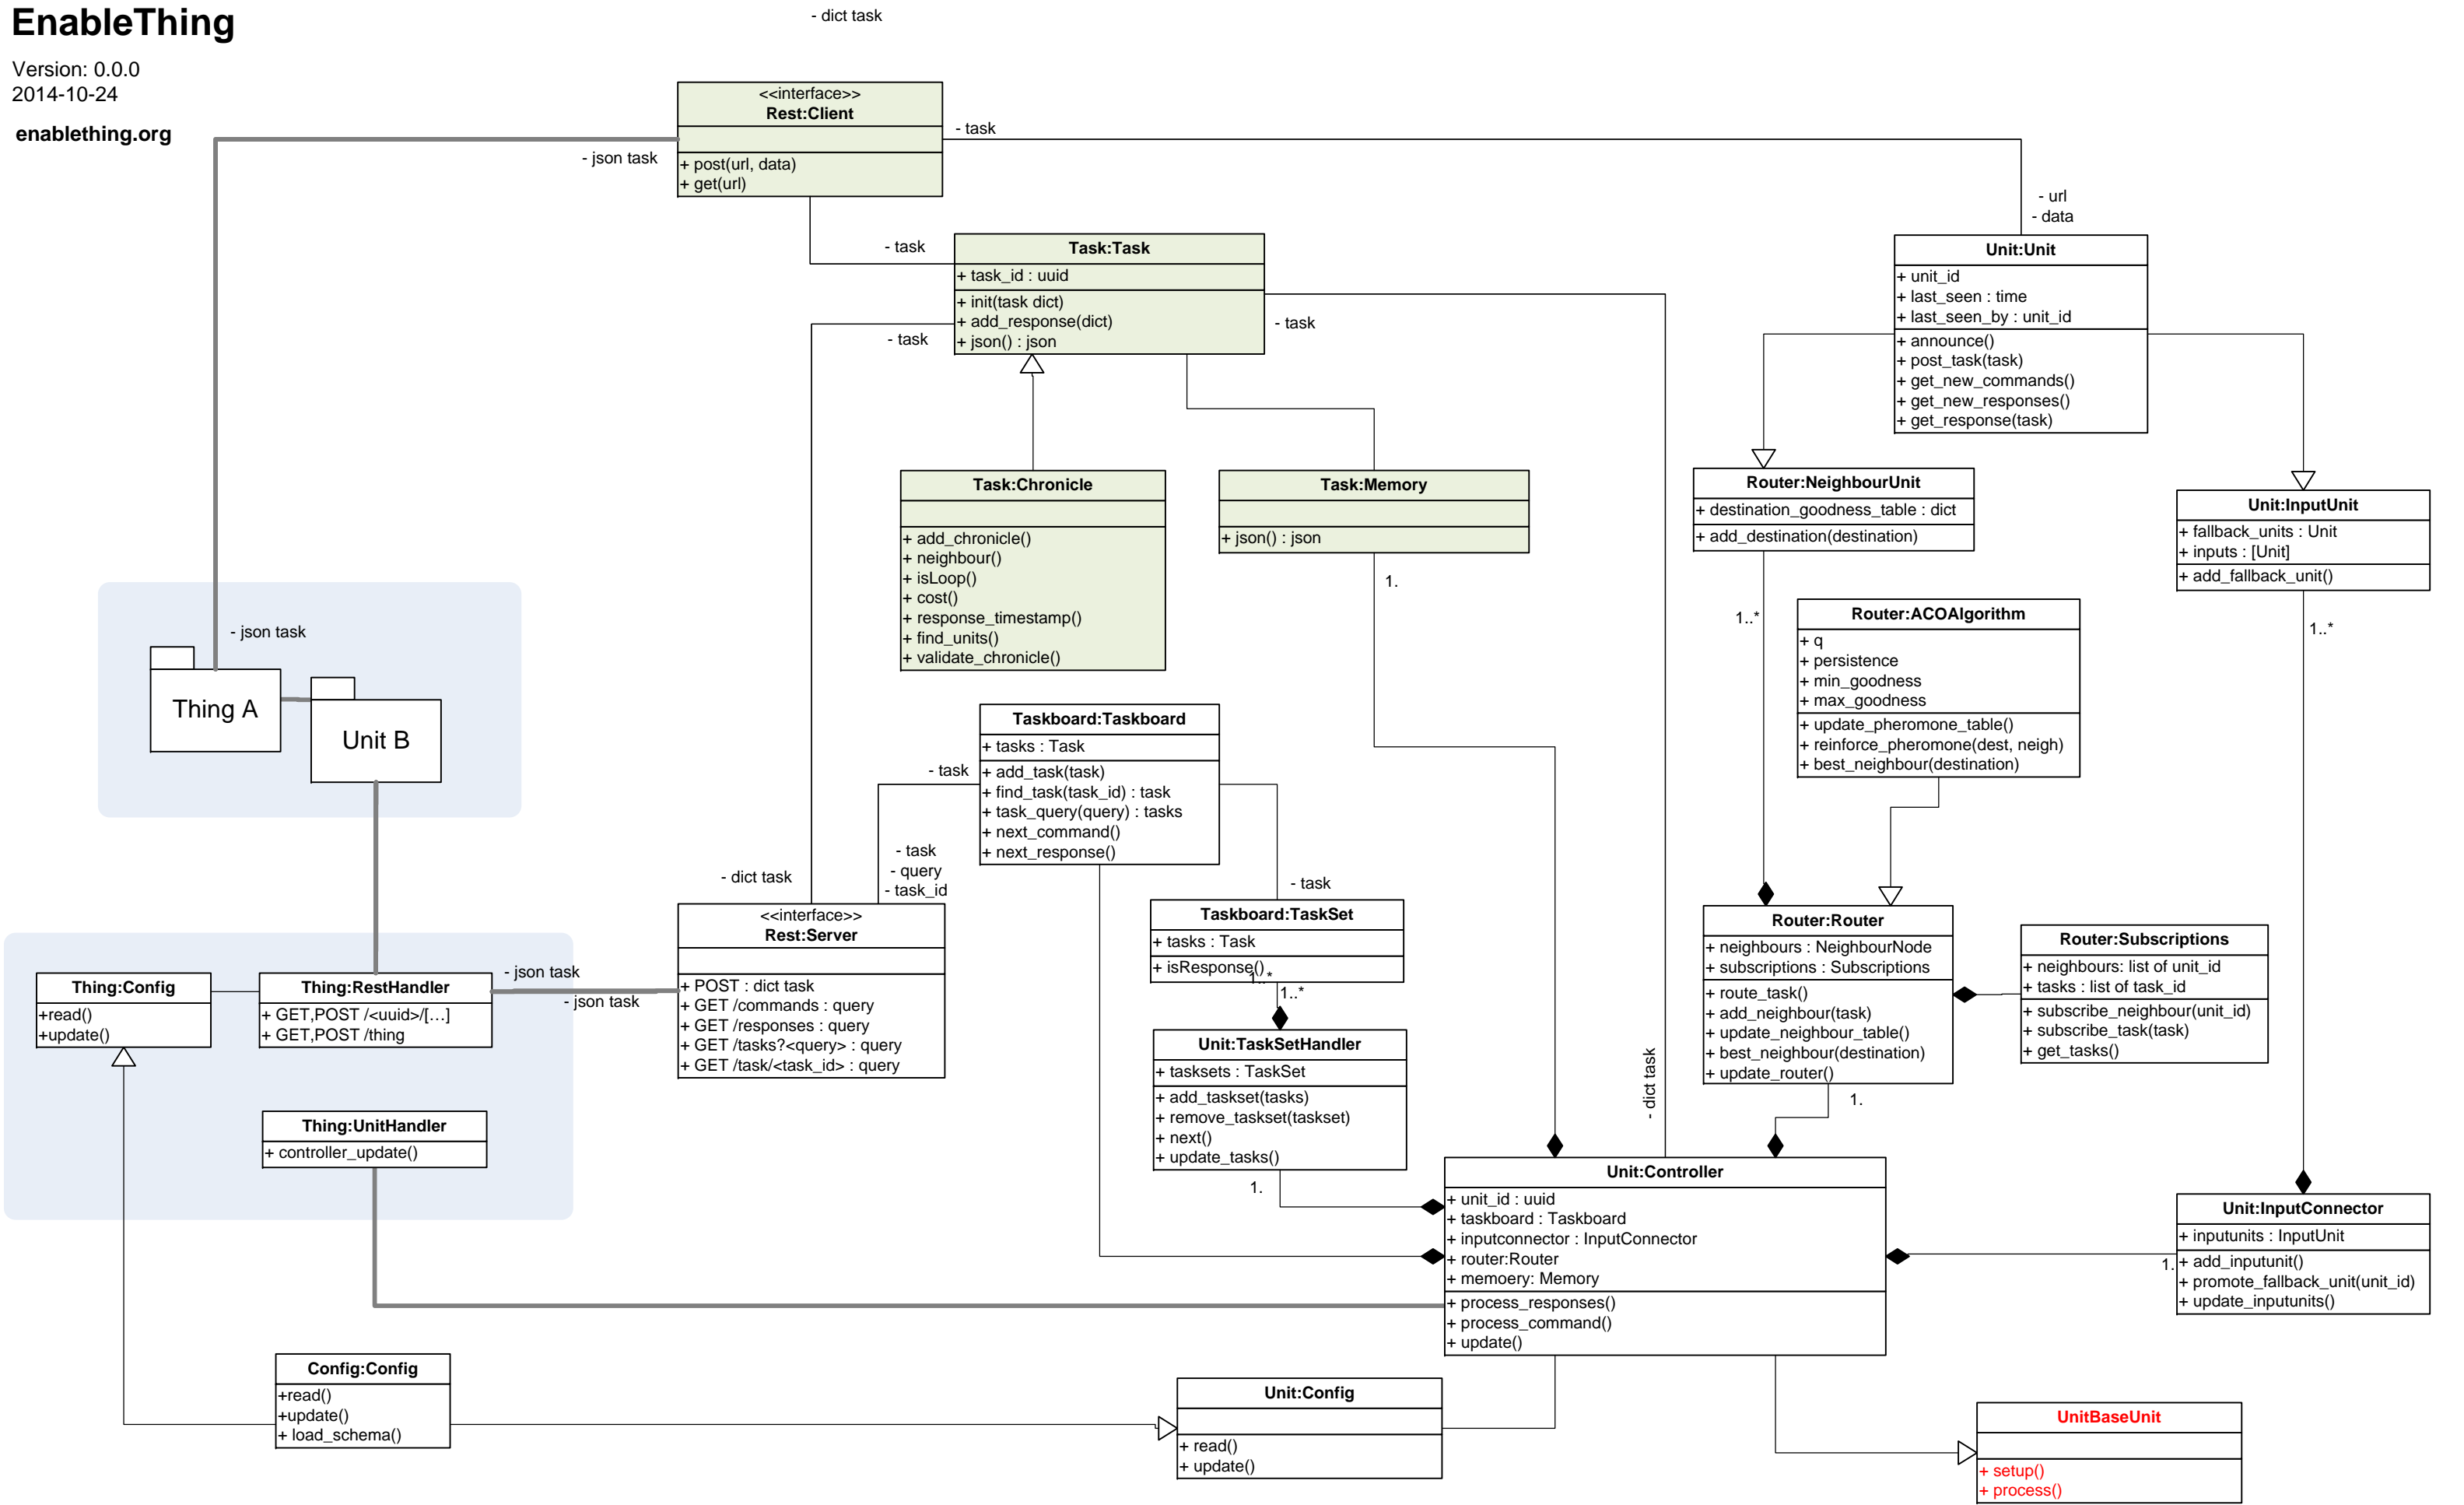 EnableThing
Version: 0.0.0
2014-10-24
enablething.org
- dict task
<<interface>>
Rest:Client
+ post(url, data)
+ get(url)
- json task
- task
- url
- data
- task
Task:Task
+ task_id : uuid
+ init(task dict)
+ add_response(dict)
+ json() : json
- task
- task
Unit:Unit
+ unit_id
+ last_seen : time
+ last_seen_by : unit_id
+ announce()
+ post_task(task)
+ get_new_commands()
+ get_new_responses()
+ get_response(task)
Task:Chronicle
+ add_chronicle()
+ neighbour()
+ isLoop()
+ cost()
+ response_timestamp()
+ find_units()
+ validate_chronicle()
Task:Memory
+ json() : json
1.
Router:NeighbourUnit
+ destination_goodness_table : dict
+ add_destination(destination)
1..*
Unit:InputUnit
+ fallback_units : Unit
+ inputs : [Unit]
+ add_fallback_unit()
1..*
Router:ACOAlgorithm
+ q
+ persistence
+ min_goodness
+ max_goodness
+ update_pheromone_table()
+ reinforce_pheromone(dest, neigh)
+ best_neighbour(destination)
- json task
Thing A
Unit B
Taskboard:Taskboard
+ tasks : Task
+ add_task(task)
+ find_task(task_id) : task
+ task_query(query) : tasks
+ next_command()
+ next_response()
- task
- task
- query
- task_id
- dict task
- task
Taskboard:TaskSet
+ tasks : Task
+ isResponse()
1..*
1..*
<<interface>>
Rest:Server
+ POST : dict task
+ GET /commands : query
+ GET /responses : query
+ GET /tasks?<query> : query
+ GET /task/<task_id> : query
- json task
- json task
Thing:Config
+read()
+update()
Thing:RestHandler
+ GET,POST /<uuid>/[…]
+ GET,POST /thing
Thing:UnitHandler
+ controller_update()
Unit:TaskSetHandler
+ tasksets : TaskSet
+ add_taskset(tasks)
+ remove_taskset(taskset)
+ next()
+ update_tasks()
1.
- dict task
Router:Router
+ neighbours : NeighbourNode
+ subscriptions : Subscriptions
+ route_task()
+ add_neighbour(task)
+ update_neighbour_table()
+ best_neighbour(destination)
+ update_router()
1.
Router:Subscriptions
+ neighbours: list of unit_id
+ tasks : list of task_id
+ subscribe_neighbour(unit_id)
+ subscribe_task(task)
+ get_tasks()
Unit:Controller
+ unit_id : uuid
+ taskboard : Taskboard
+ inputconnector : InputConnector
+ router:Router
+ memoery: Memory
+ process_responses()
+ process_command()
+ update()
1.
Unit:InputConnector
+ inputunits : InputUnit
+ add_inputunit()
+ promote_fallback_unit(unit_id)
+ update_inputunits()
Config:Config
+read()
+update()
+ load_schema()
Unit:Config
+ read()
+ update()
UnitBaseUnit
+ setup()
+ process()